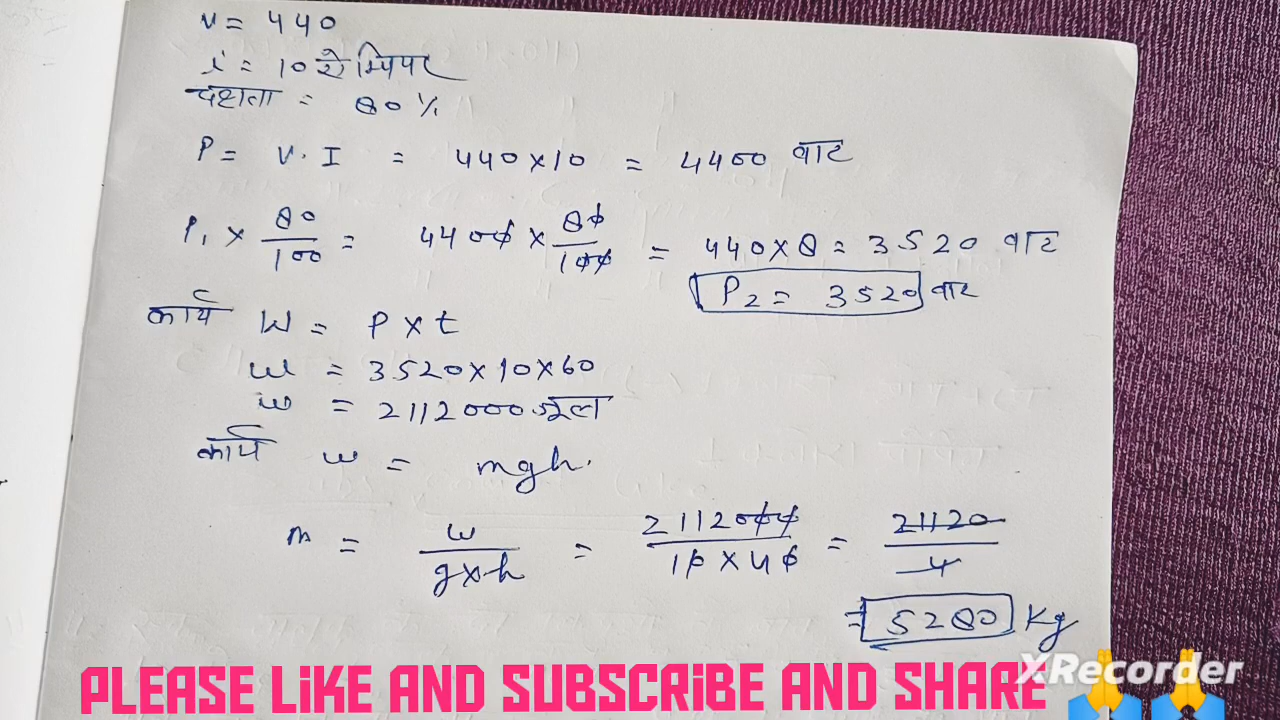 V = 440
i = 10 ऐम्पियर
दक्षता = 80%
P = V.I = 440×10 = 4400 वाट
P₁ × 80/100 = 4400 × 80/100 = 440×8 = 3520 वाट
P₂ = 3520 वाट
कार्य W = P×t
W = 3520×10×60
W = 2112000 जूल
कार्य W = mgh.
m = W/g×h = 2112000/10×40 = 21120/4
= 5280 Kg
PLEASE LiKE AND SUBSCRiBE AND SHARE
XRecorder